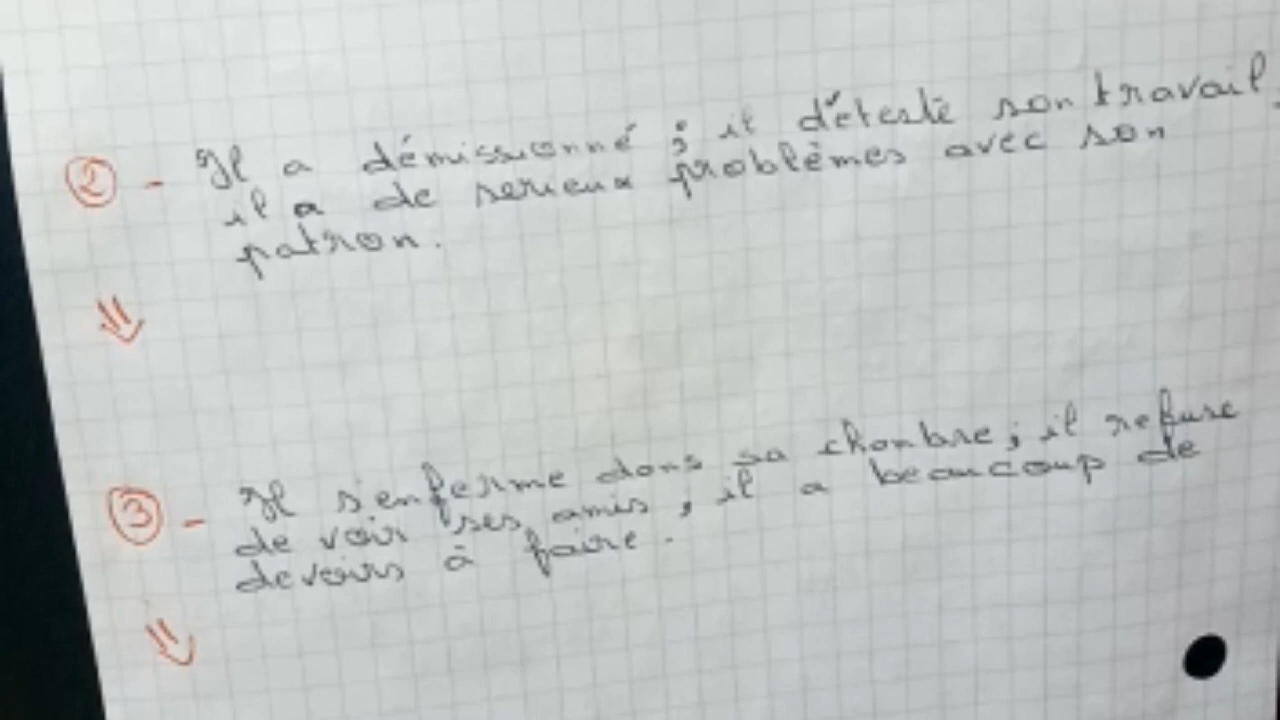 ② - Il a démissionné ; il déteste son travail,
il a de serieux problèmes avec son
patron.
③ - Il s'enferme dans sa chambre ; il refuse
de voir ses amis, il a beaucoup de
devoirs à faire.